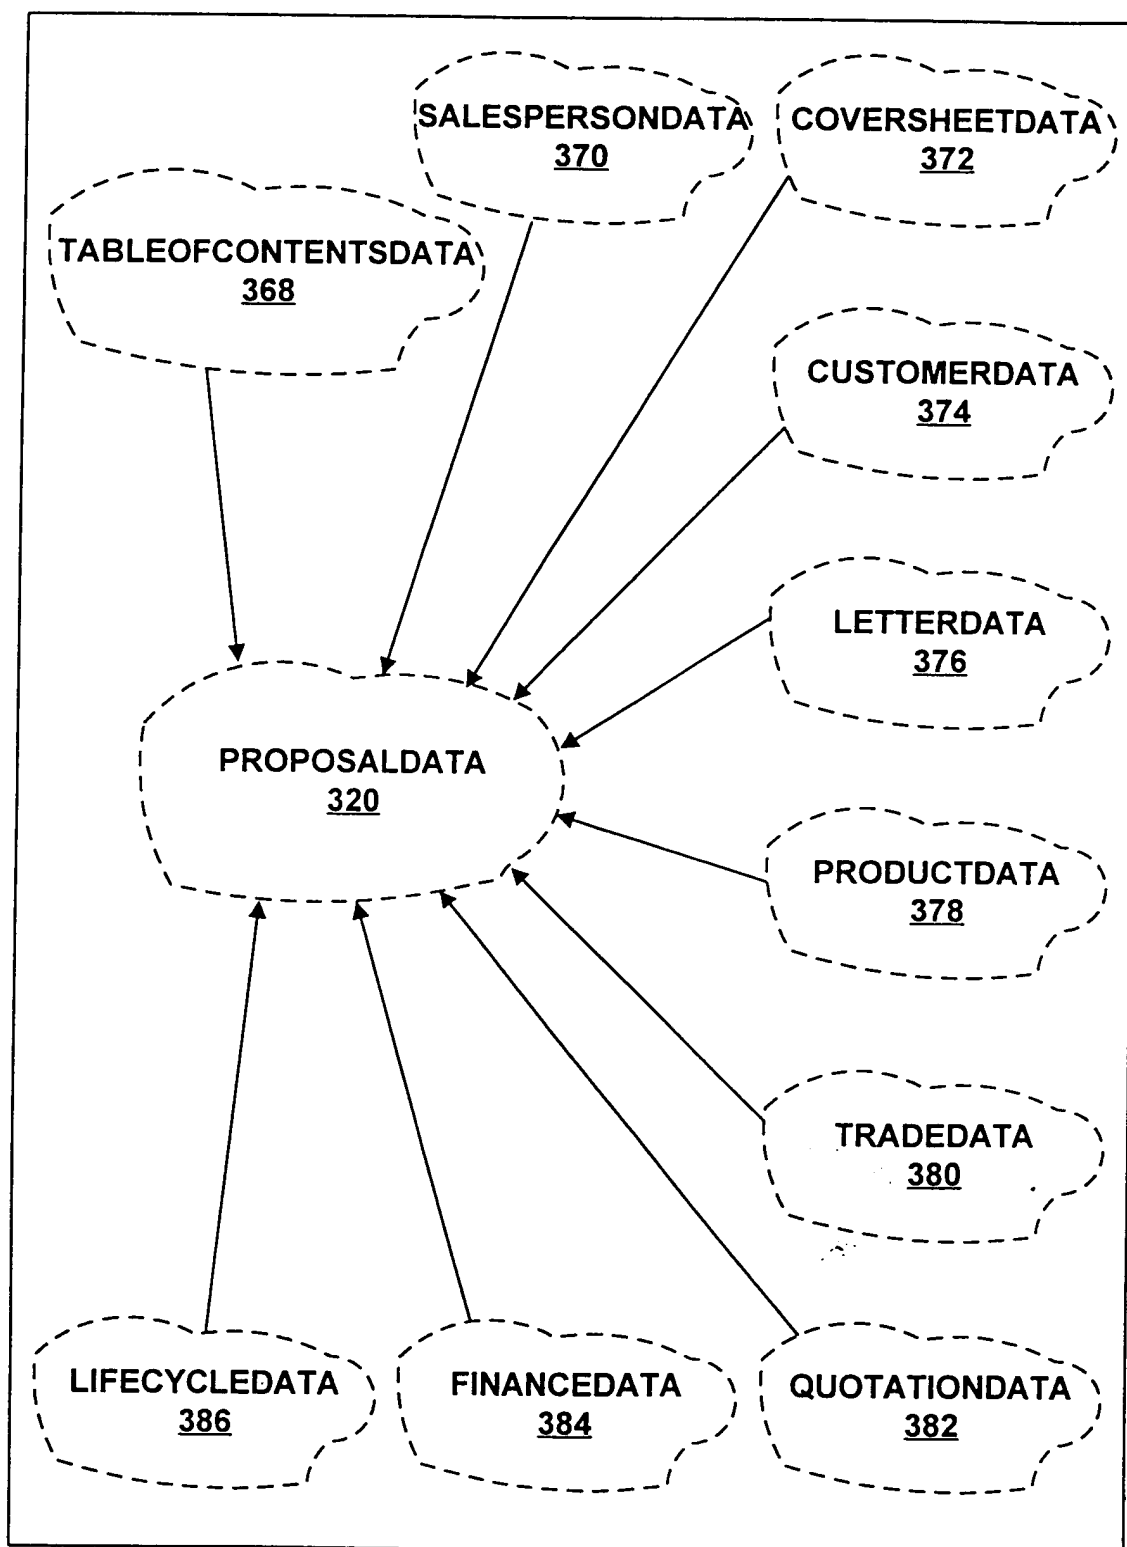 SALESPERSONDATA
370
COVERSHEETDATA
372
TABLEOFCONTENTSDATA
368
CUSTOMERDATA
374
LETTERDATA
376
PROPOSALDATA
320
PRODUCTDATA
378
TRADEDATA
380
LIFECYCLEDATA
386
FINANCEDATA
384
QUOTATIONDATA
382